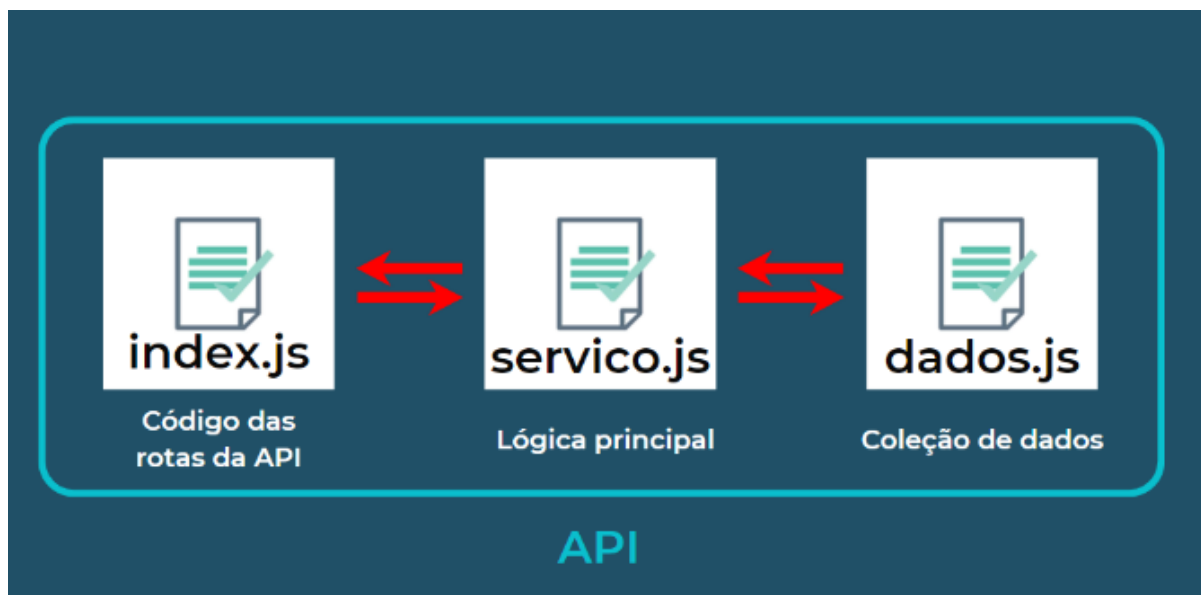 index.js
servico.js
dados.js
Código das
rotas da API
Lógica principal
Coleção de dados
API